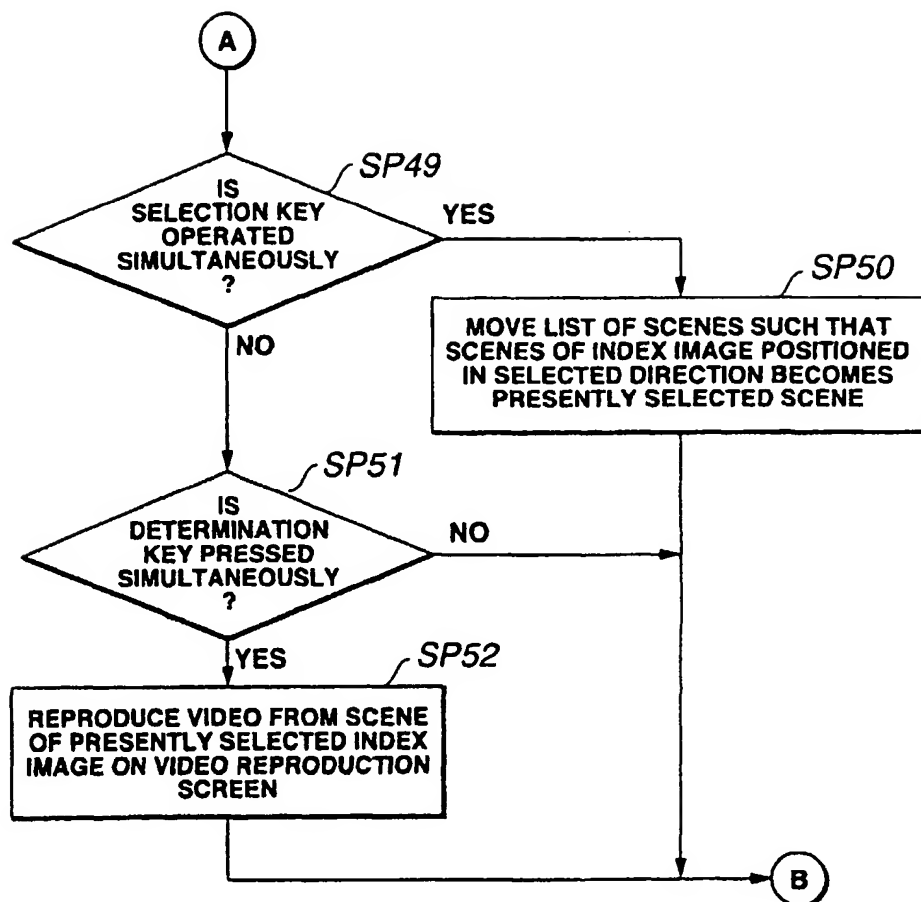 A
SP49
IS
SELECTION KEY
OPERATED
SIMULTANEOUSLY
?
YES
NO
SP50
MOVE LIST OF SCENES SUCH THAT
SCENES OF INDEX IMAGE POSITIONED
IN SELECTED DIRECTION BECOMES
PRESENTLY SELECTED SCENE
SP51
IS
DETERMINATION
KEY PRESSED
SIMULTANEOUSLY
?
NO
YES
SP52
REPRODUCE VIDEO FROM SCENE
OF PRESENTLY SELECTED INDEX
IMAGE ON VIDEO REPRODUCTION
SCREEN
B